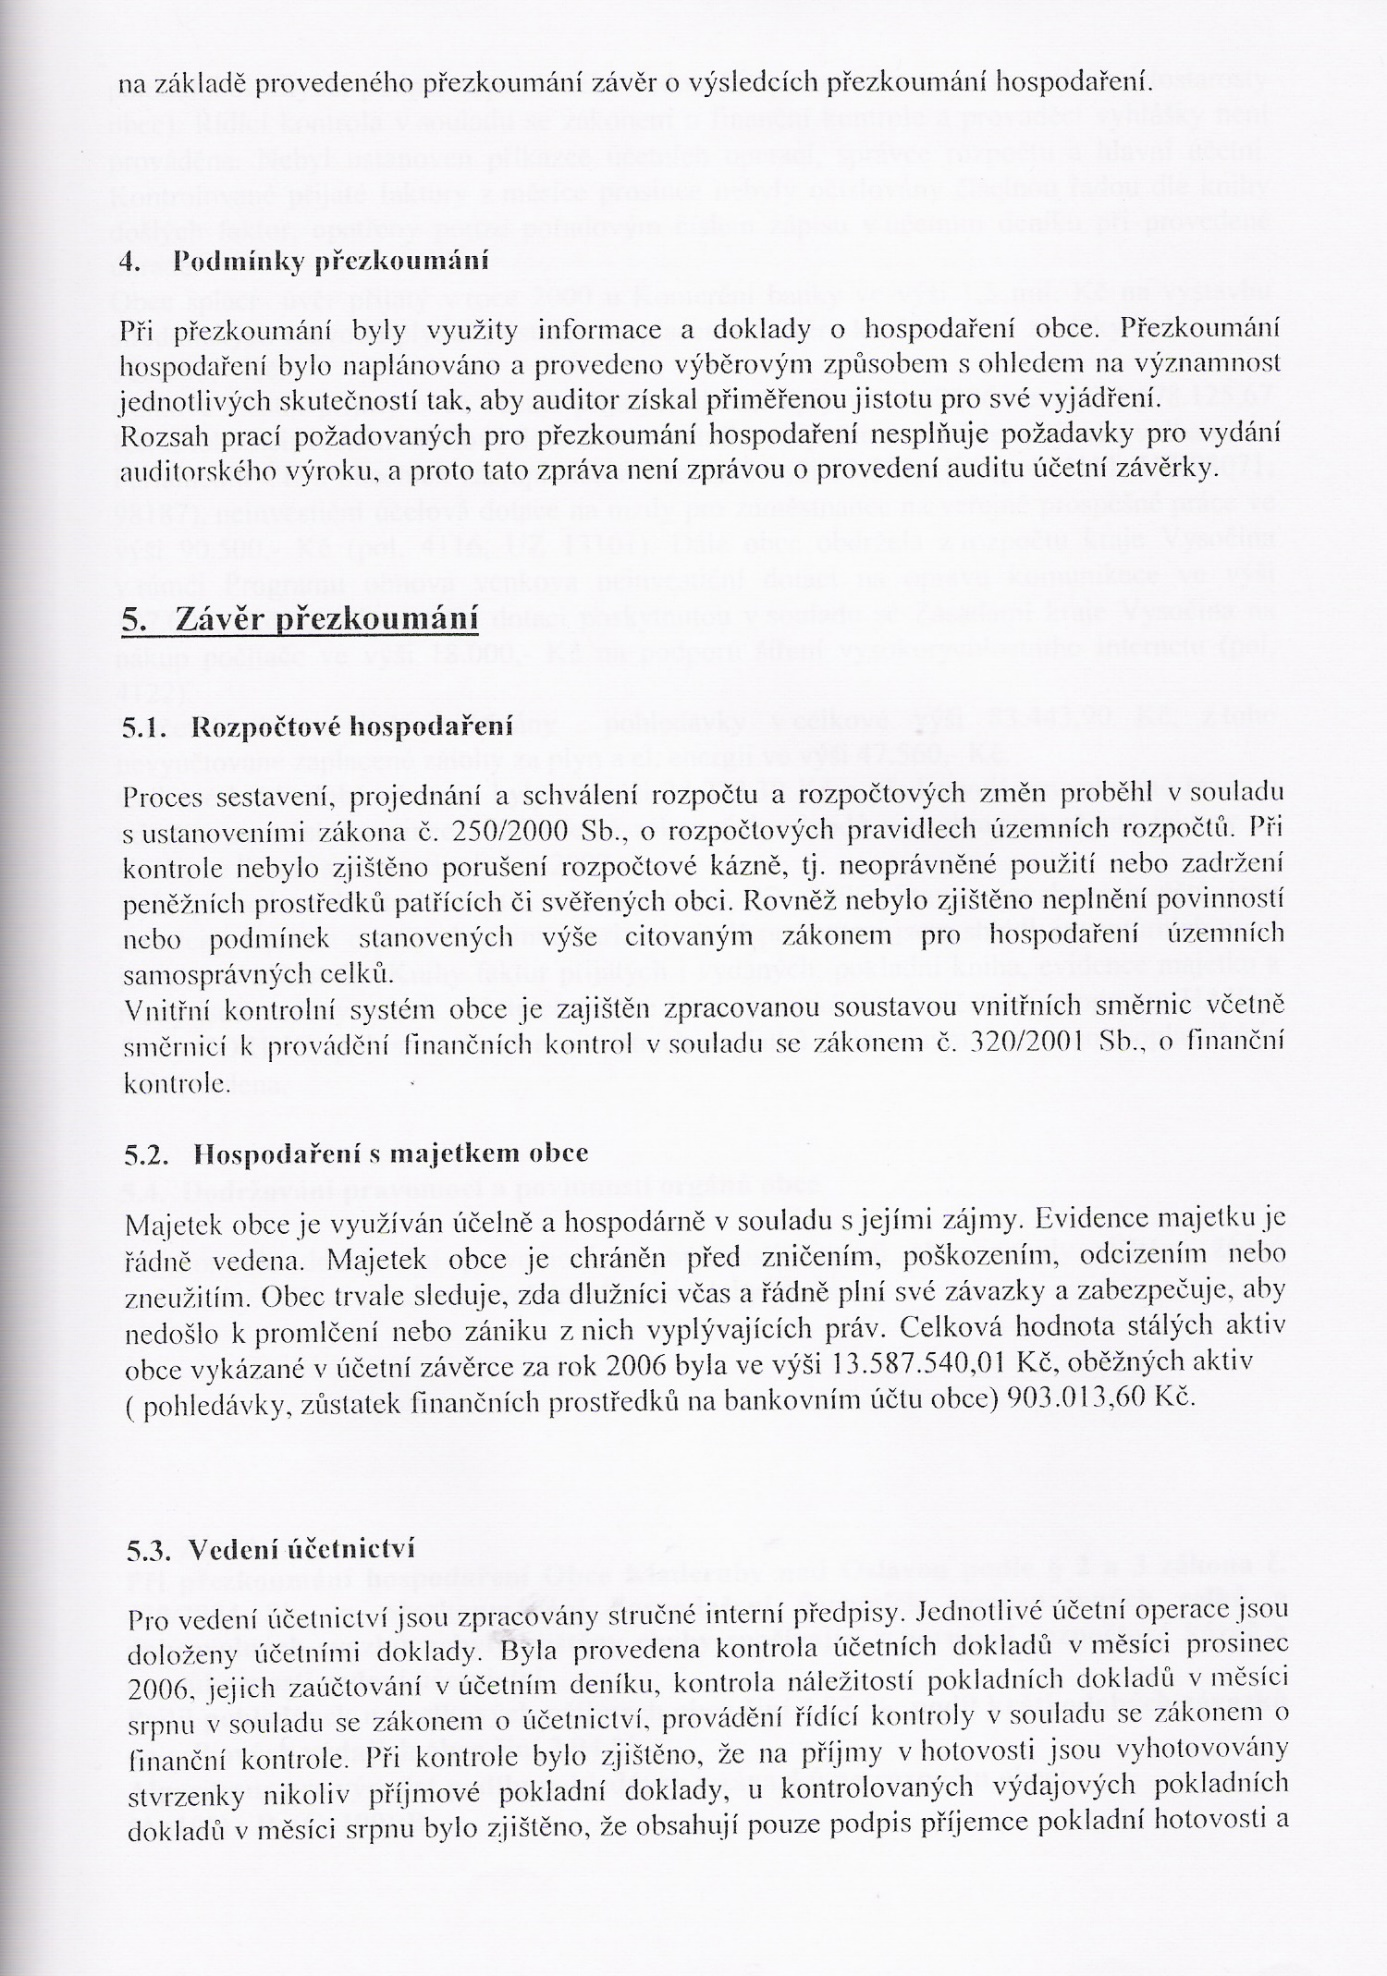 na základě provedeného přezkoumání závěr o výsledcích přezkoumání hospodaření.
4. Podmínky přezkoumání
Při přezkoumání byly využity informace a doklady o hospodaření obce. Přezkoumání
hospodaření bylo naplánováno a provedeno výběrovým způsobem s ohledem na významnost
jednotlivých skutečností tak, aby auditor získal přiměřenou jistotu pro své vyjádření.
Rozsah prací požadovaných pro přezkoumání hospodaření nesplňuje požadavky pro vydání
auditorského výroku, a proto tato zpráva není zprávou o provedení auditu účetní závěrky.
5. Závěr přezkoumání
5.1. Rozpočtové hospodaření
Proces sestavení, projednání a schválení rozpočtu a rozpočtových změn proběhl v souladu
s ustanoveními zákona č. 250/2000 Sb., o rozpočtových pravidlech územních rozpočtů. Při
kontrole nebylo zjištěno porušení rozpočtové kázně, tj. neoprávněné použití nebo zadržení
peněžních prostředků patřících či svěřených obci. Rovněž nebylo zjištěno neplnění povinností
nebo podmínek stanovených výše citovaným zákonem pro hospodaření územních
samosprávných celků.
Vnitřní kontrolní systém obce je zajištěn zpracovanou soustavou vnitřních směrnic včetně
směrnicí k provádění finančních kontrol v souladu se zákonem č. 320/2001 Sb., o finanční
kontrole.
5.2. Hospodaření s majetkem obce
Majetek obce je využíván účelně a hospodárně v souladu s jejími zájmy. Evidence majetku je
řádně vedena. Majetek obce je chráněn před zničením, poškozením, odcizením nebo
zneužitím. Obec trvale sleduje, zda dlužníci včas a řádně plní své závazky a zabezpečuje, aby
nedošlo k promlčení nebo zániku z nich vyplývajících práv. Celková hodnota stálých aktiv
obce vykázané v účetní závěrce za rok 2006 byla ve výši 13.587.540,01 Kč, oběžných aktiv
( pohledávky, zůstatek finančních prostředků na bankovním účtu obce) 903.013,60 Kč.
5.3. Vedení účetnictví
Pro vedení účetnictví jsou zpracovány stručné interní předpisy. Jednotlivé účetní operace jsou
doloženy účetními doklady. Byla provedena kontrola účetních dokladů v měsíci prosinec
2006, jejich zaúčtování v účetním deníku, kontrola náležitostí pokladních dokladů v měsíci
srpnu v souladu se zákonem o účetnictví, provádění řídící kontroly v souladu se zákonem o
finanční kontrole. Při kontrole bylo zjištěno, že na příjmy v hotovosti jsou vyhotovovány
stvrzenky nikoliv příjmové pokladní doklady, u kontrolovaných výdajových pokladních
dokladů v měsíci srpnu bylo zjištěno, že obsahují pouze podpis příjemce pokladní hotovosti a